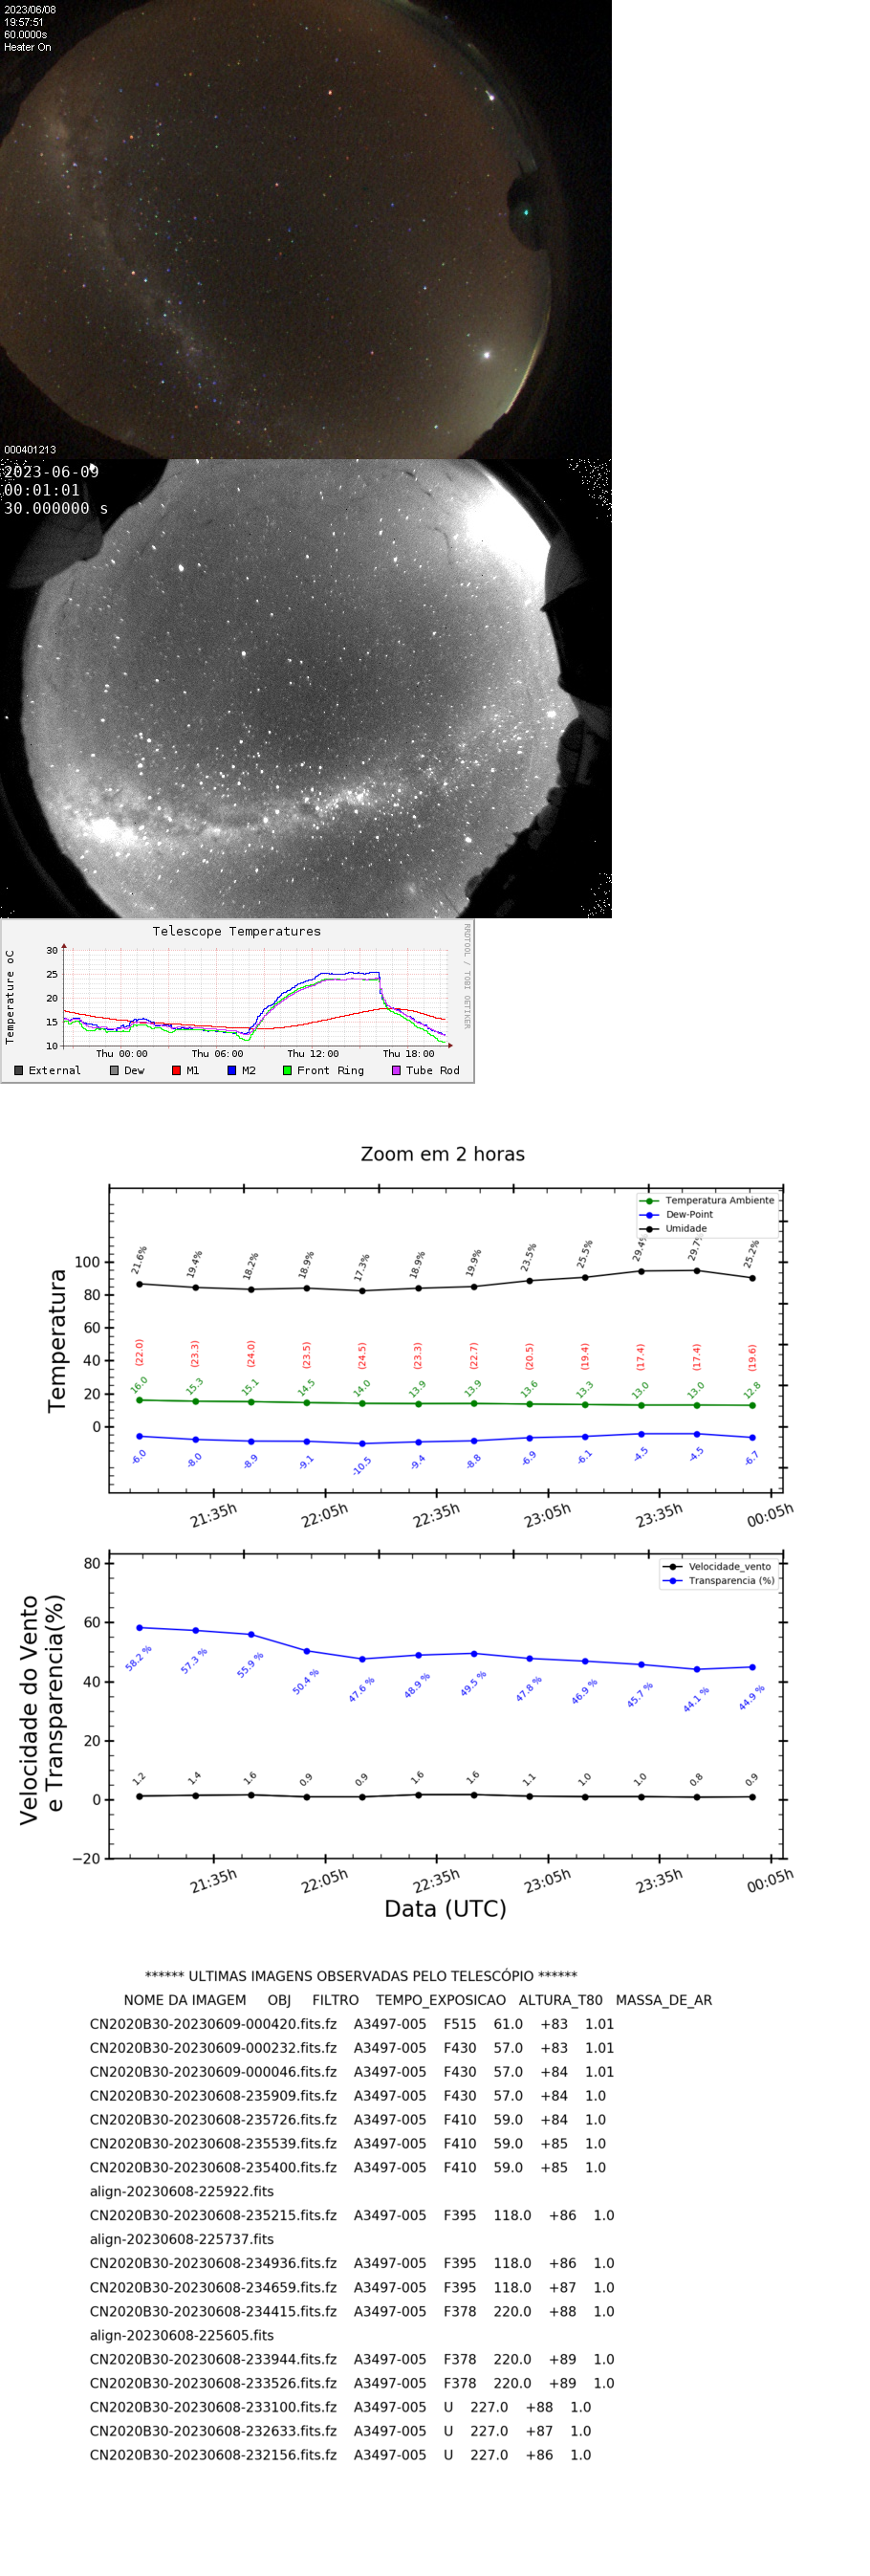 2023/06/08
19:57:51
60.0000s
Heater On
000401213
2023-06-09
00:01:01
30.000000 s
Telescope Temperatures
RRDTOOL / TOBI OETIKER
Temperature oC
30
25
20
15
10
Thu 00:00 Thu 06:00 Thu 12:00 Thu 18:00
External Dew M1 M2 Front Ring Tube Rod
Zoom em 2 horas
Temperatura Ambiente
Dew-Point
Umidade
Temperatura
100
80
60
40
20
0
21.6% 19.4% 18.2% 18.9% 17.3% 18.9% 19.9% 23.5% 25.5% 29.4% 29.7% 25.2%
(22.0) (23.3) (24.0) (23.5) (24.5) (23.3) (22.7) (20.5) (19.4) (17.4) (17.4) (19.6)
16.0 15.3 15.1 14.5 14.0 13.9 13.9 13.6 13.3 13.0 13.0 12.8
-6.0 -8.0 -8.9 -9.1 -10.5 -9.4 -8.8 -6.9 -6.1 -4.5 -4.5 -6.7
21:35h 22:05h 22:35h 23:05h 23:35h 00:05h
Velocidade_vento
Transparencia (%)
Velocidade do Vento
e Transparencia(%)
80
60
40
20
0
−20
58.2 % 57.3 % 55.9 % 50.4 % 47.6 % 48.9 % 49.5 % 47.8 % 46.9 % 45.7 % 44.1 % 44.9 %
1.2 1.4 1.6 0.9 0.9 1.6 1.6 1.1 1.0 1.0 0.8 0.9
21:35h 22:05h 22:35h 23:05h 23:35h 00:05h
Data (UTC)
****** ULTIMAS IMAGENS OBSERVADAS PELO TELESCÓPIO ******
NOME DA IMAGEM OBJ FILTRO TEMPO_EXPOSICAO ALTURA_T80 MASSA_DE_AR
CN2020B30-20230609-000420.fits.fz A3497-005 F515 61.0 +83 1.01
CN2020B30-20230609-000232.fits.fz A3497-005 F430 57.0 +83 1.01
CN2020B30-20230609-000046.fits.fz A3497-005 F430 57.0 +84 1.01
CN2020B30-20230608-235909.fits.fz A3497-005 F430 57.0 +84 1.0
CN2020B30-20230608-235726.fits.fz A3497-005 F410 59.0 +84 1.0
CN2020B30-20230608-235539.fits.fz A3497-005 F410 59.0 +85 1.0
CN2020B30-20230608-235400.fits.fz A3497-005 F410 59.0 +85 1.0
align-20230608-225922.fits
CN2020B30-20230608-235215.fits.fz A3497-005 F395 118.0 +86 1.0
align-20230608-225737.fits
CN2020B30-20230608-234936.fits.fz A3497-005 F395 118.0 +86 1.0
CN2020B30-20230608-234659.fits.fz A3497-005 F395 118.0 +87 1.0
CN2020B30-20230608-234415.fits.fz A3497-005 F378 220.0 +88 1.0
align-20230608-225605.fits
CN2020B30-20230608-233944.fits.fz A3497-005 F378 220.0 +89 1.0
CN2020B30-20230608-233526.fits.fz A3497-005 F378 220.0 +89 1.0
CN2020B30-20230608-233100.fits.fz A3497-005 U 227.0 +88 1.0
CN2020B30-20230608-232633.fits.fz A3497-005 U 227.0 +87 1.0
CN2020B30-20230608-232156.fits.fz A3497-005 U 227.0 +86 1.0